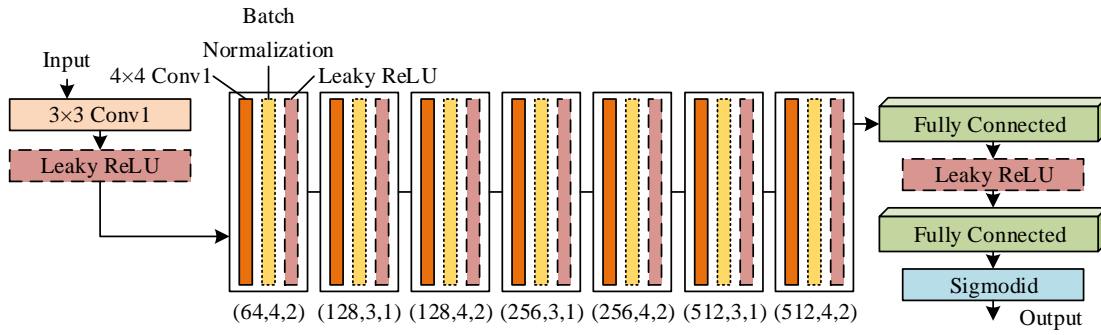 Input
3×3 Conv1
Leaky ReLU
Batch
Normalization
4×4 Conv1
Leaky ReLU
(64,4,2)
(128,3,1)
(128,4,2)
(256,3,1)
(256,4,2)
(512,3,1)
(512,4,2)
Fully Connected
Leaky ReLU
Fully Connected
Sigmodid
Output